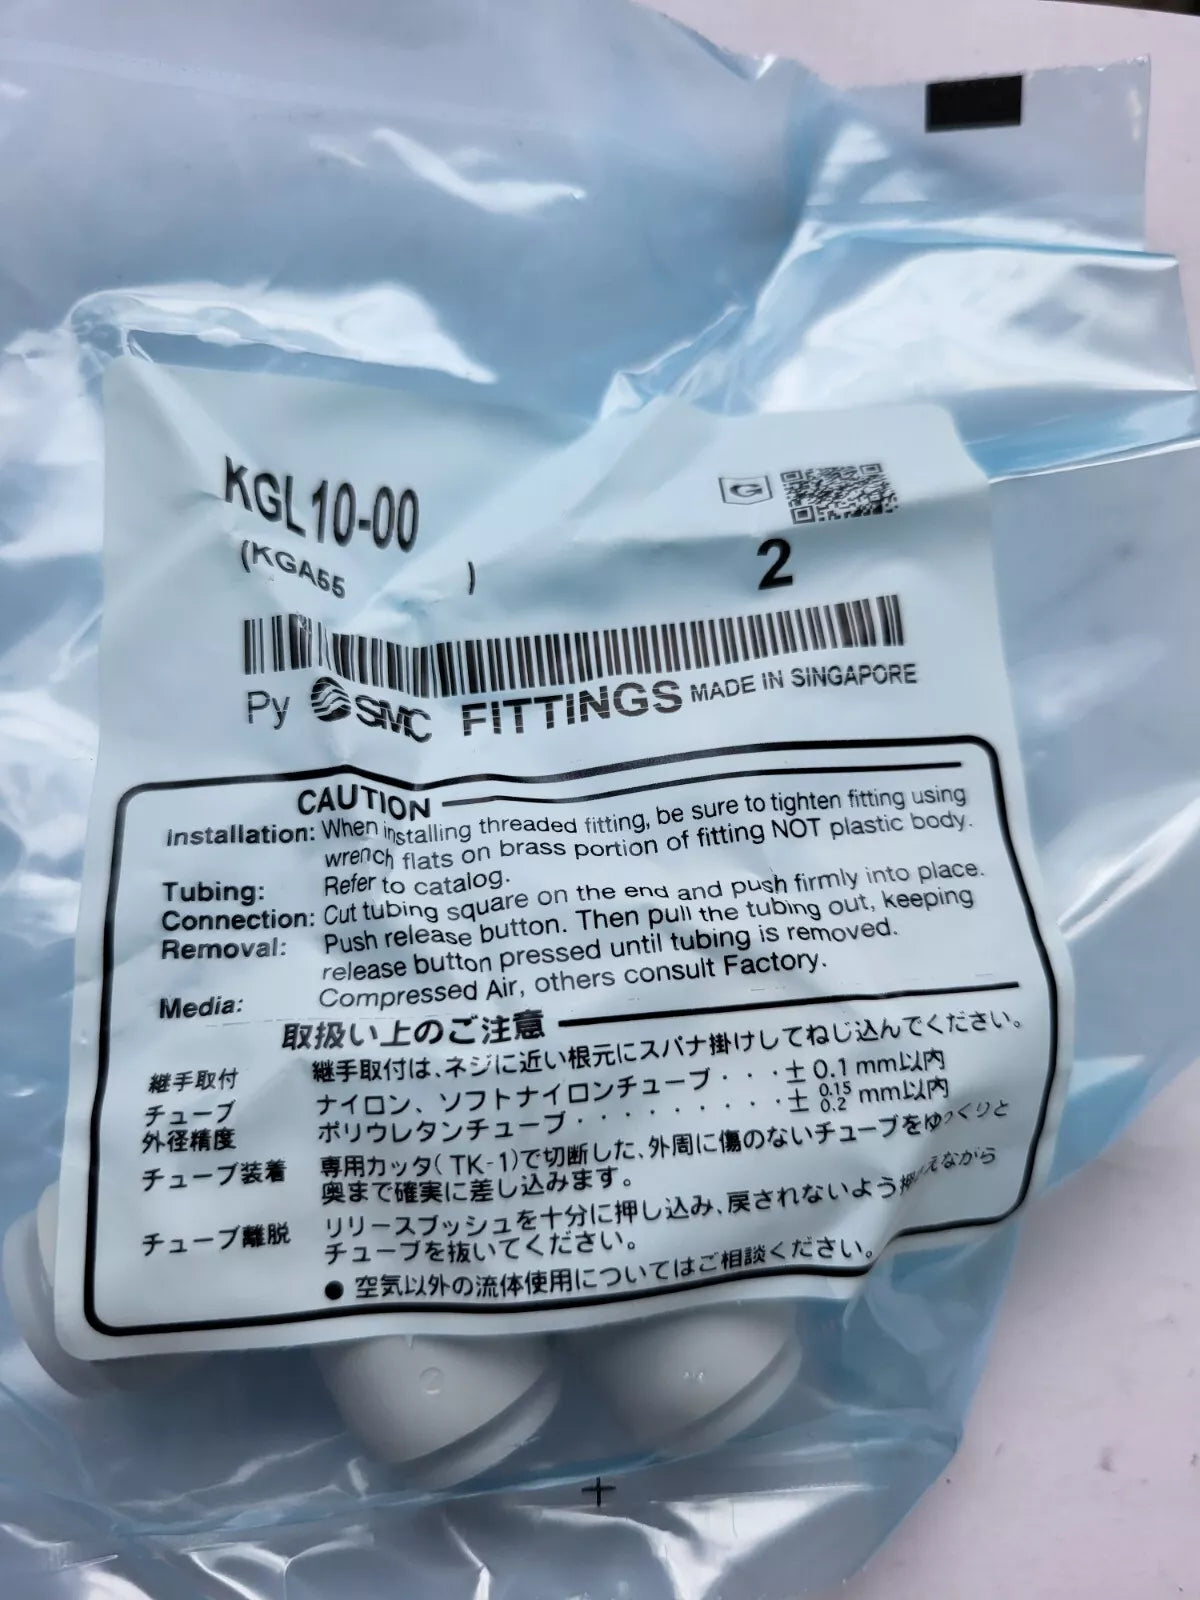 KGL10-00
G
(KGA55 )
2
Py SMC FITTINGS MADE IN SINGAPORE
CAUTION
Installation: When installing threaded fitting, be sure to tighten fitting using
wrench flats on brass portion of fitting NOT plastic body.
Tubing: Refer to catalog.
Connection: Cut tubing square on the end and push firmly into place.
Removal: Push release button. Then pull the tubing out, keeping
release button pressed until tubing is removed.
Media: Compressed Air, others consult Factory.
取扱い上のご注意
継手取付 継手取付は、ネジに近い根元にスパナ掛けしてねじ込んでください。
チューブ ナイロン、ソフトナイロンチューブ・・・± 0.1 mm以内
外径精度 ポリウレタンチューブ・・・・・・・・・± 0.15 0.2 mm以内
チューブ装着 専用カッタ(TK-1)で切断した、外周に傷のないチューブをゆっくりと
奥まで確実に差し込みます。
チューブ離脱 リリースブッシュを十分に押し込み、戻されないよう押さえながら
チューブを抜いてください。
● 空気以外の流体使用についてはご相談ください。